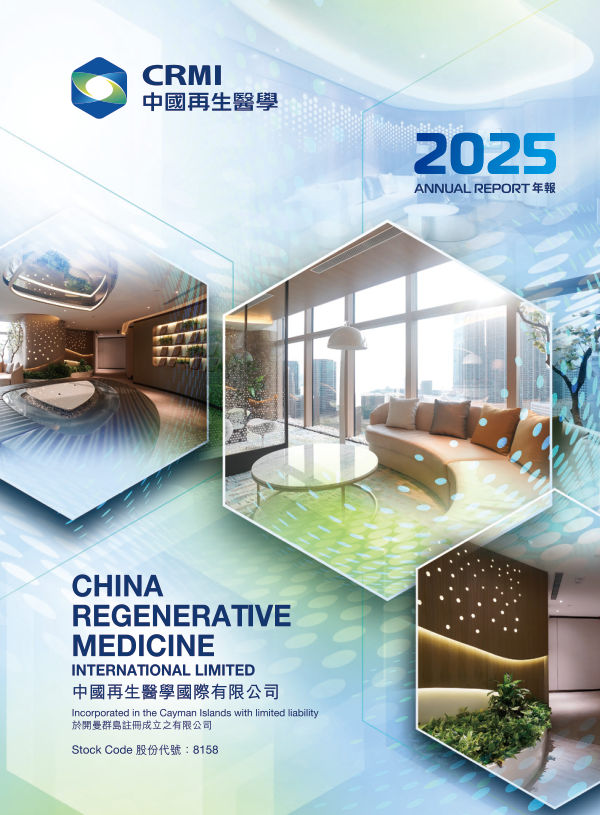 CRMI
中國再生醫學
2025
ANNUAL REPORT 年報
CHINA
REGENERATIVE
MEDICINE
INTERNATIONAL LIMITED
中國再生醫學國際有限公司
Incorporated in the Cayman Islands with limited liability
於開曼群島註冊成立之有限公司
Stock Code 股份代號：8158